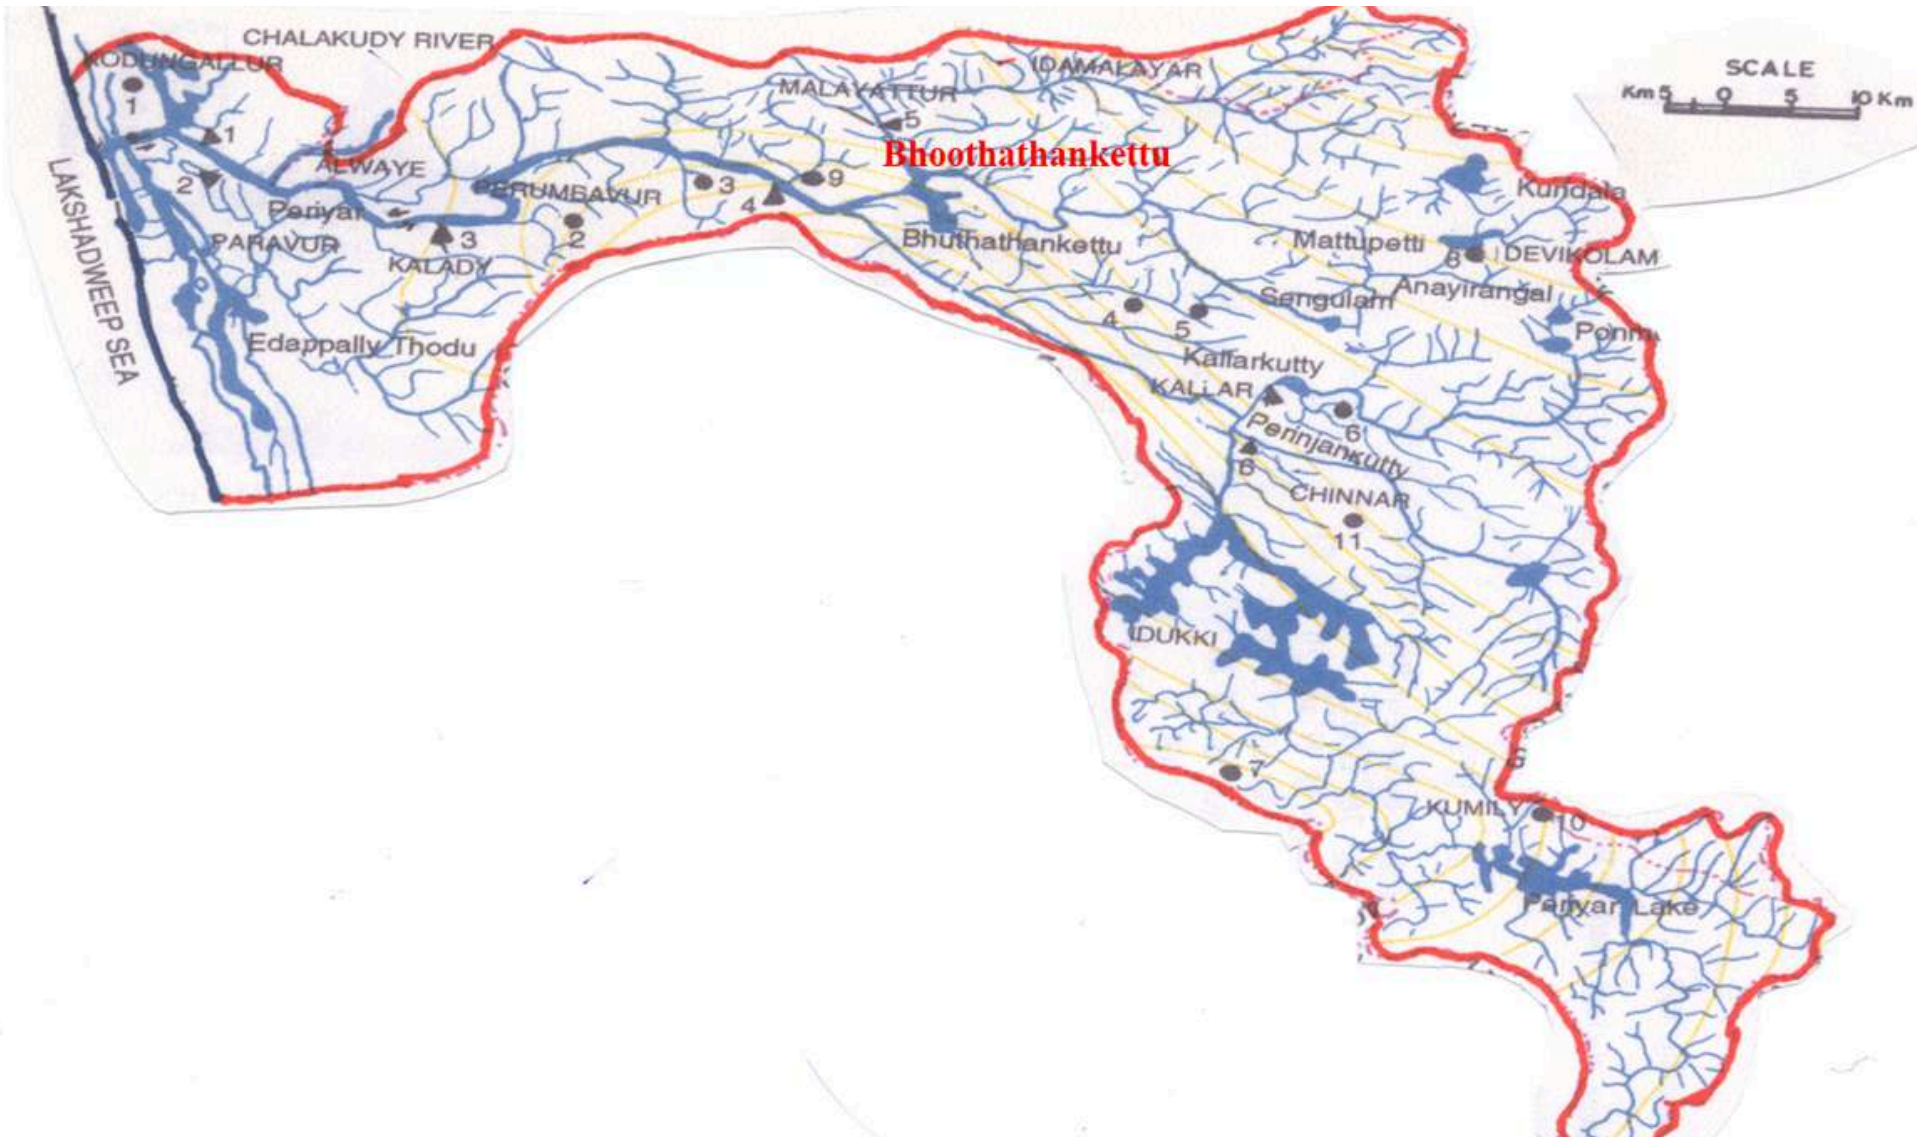 CHALAKUDY RIVER
KODUNGALLUR
1
1
2
ALWAYE
Periyar
PARAVUR
3
KALADY
PERUMBAVUR
2
3
4
9
MALAYATTUR
5
IDAMALAYAR
Bhoothathankettu
Bhuthathankettu
SCALE
Km 5 0 5 10 Km
Kundala
Mattupetti
8
DEVIKOLAM
Anayirangal
Sengulam
4
5
Kallarkutty
KALLAR
6
Perinjankutty
6
CHINNAR
11
LAKSHADWEEP SEA
Edappally Thodu
IDUKKI
7
KUMILY
10
Periyar Lake